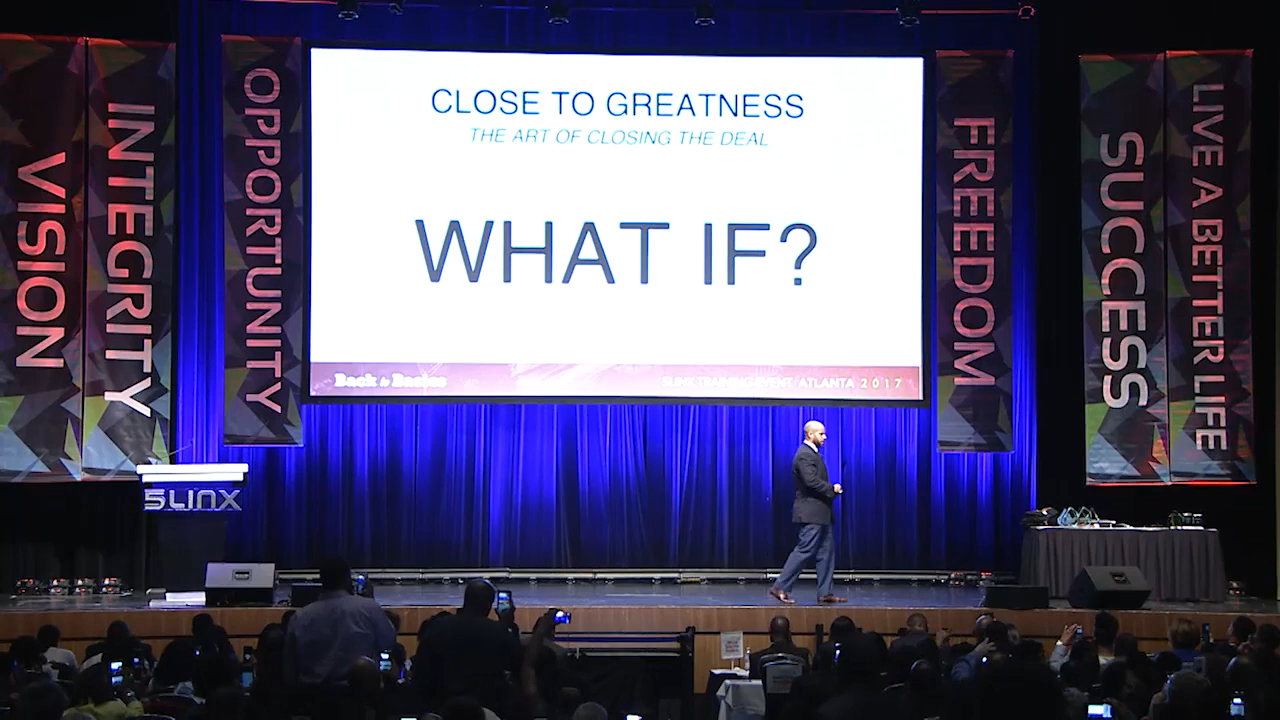 VISION
INTEGRITY
OPPORTUNITY
CLOSE TO GREATNESS
THE ART OF CLOSING THE DEAL
WHAT IF?
Back to Basics
5LINX TRAINING EVENT ATLANTA 2017
FREEDOM
SUCCESS
LIVE A BETTER LIFE
5LINX